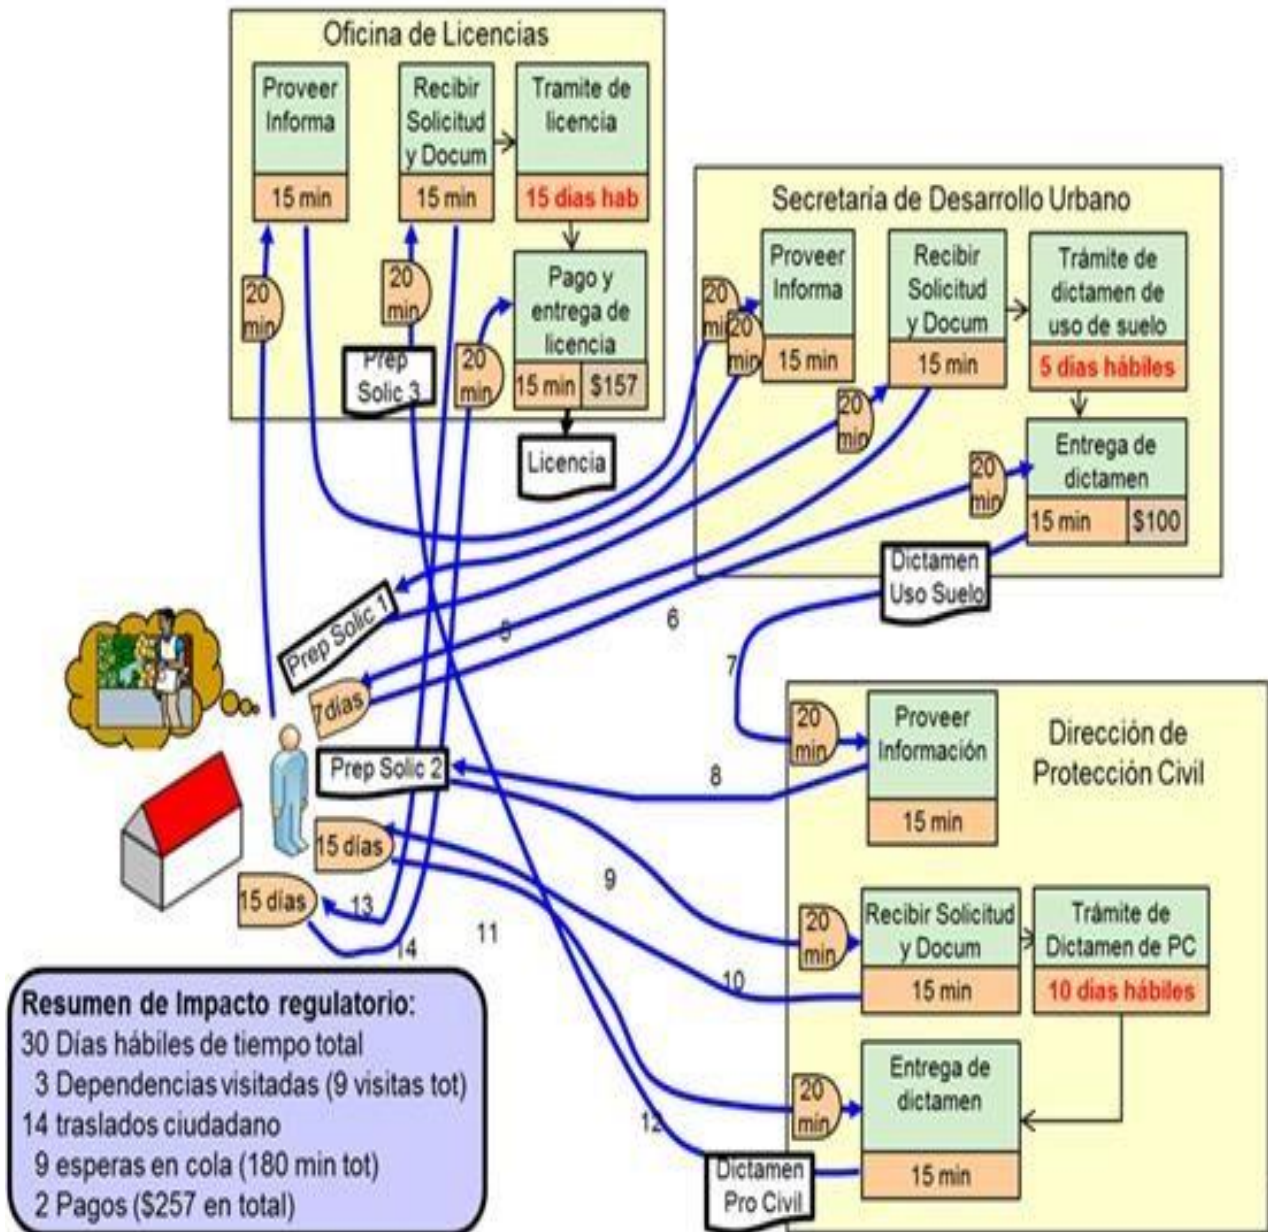 Oficina de Licencias
Proveer
Informa
15 min
Recibir
Solicitud
y Docum
15 min
Tramite de
licencia
15 dias hab
20
min
20
min
Prep
Solic 3
20
min
Pago y
entrega de
licencia
15 min
$157
Licencia
Secretaría de Desarrollo Urbano
Proveer
Informa
15 min
Recibir
Solicitud
y Docum
15 min
Trámite de
dictamen de
uso de suelo
5 dias hábiles
20
min
20
min
20
min
20
min
Entrega de
dictamen
15 min
$100
Dictamen
Uso Suelo
Prep Solic 1
5
6
7
7días
Prep Solic 2
8
15 días
9
15 días
13
14
11
10
12
Dirección de
Protección Civil
20
min
Proveer
Información
15 min
20
min
Recibir Solicitud
y Docum
15 min
Trámite de
Dictamen de PC
10 dias hábiles
20
min
Entrega de
dictamen
15 min
Dictamen
Pro Civil
Resumen de Impacto regulatorio:
30 Días hábiles de tiempo total
3 Dependencias visitadas (9 visitas tot)
14 traslados ciudadano
9 esperas en cola (180 min tot)
2 Pagos ($257 en total)